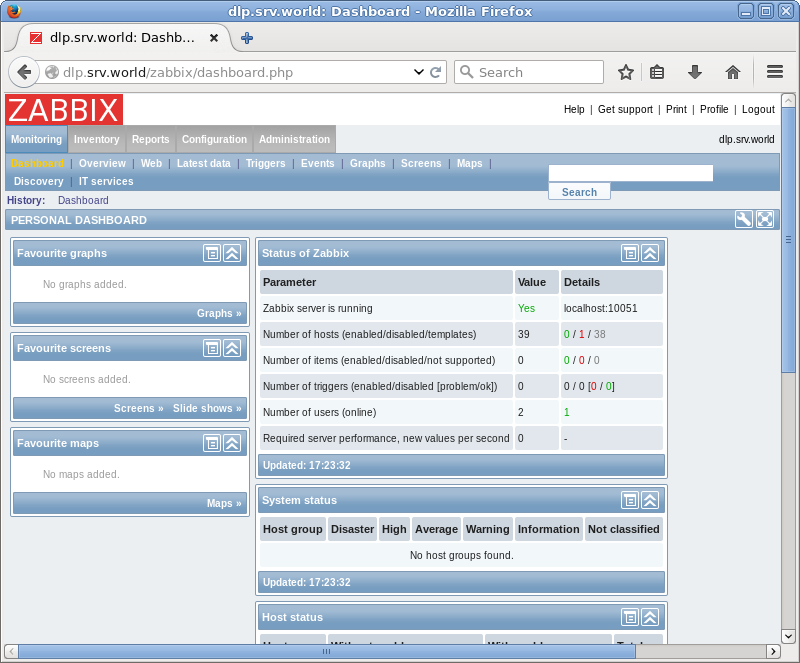 dlp.srv.world: Dashboard - Mozilla Firefox
dlp.srv.world: Dashb...
dlp.srv.world/zabbix/dashboard.php
Search
ZABBIX
Help | Get support | Print | Profile | Logout
Monitoring Inventory Reports Configuration Administration
dlp.srv.world
Dashboard | Overview | Web | Latest data | Triggers | Events | Graphs | Screens | Maps |
Discovery | IT services
Search
History: Dashboard
PERSONAL DASHBOARD
Favourite graphs
No graphs added.
Graphs »
Favourite screens
No screens added.
Screens » Slide shows »
Favourite maps
No maps added.
Maps »
Status of Zabbix
Parameter Value Details
Zabbix server is running Yes localhost:10051
Number of hosts (enabled/disabled/templates) 39 0 / 1 / 38
Number of items (enabled/disabled/not supported) 0 0 / 0 / 0
Number of triggers (enabled/disabled [problem/ok]) 0 0 / 0 [0 / 0]
Number of users (online) 2 1
Required server performance, new values per second 0 -
Updated: 17:23:32
System status
Host group Disaster High Average Warning Information Not classified
No host groups found.
Updated: 17:23:32
Host status